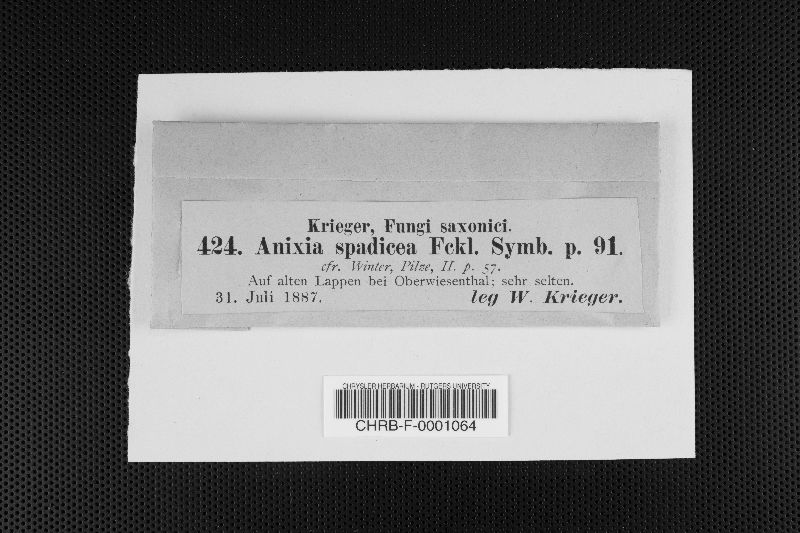 Krieger, Fungi saxonici.
424. Anixia spadicea Fckl. Symb. p. 91.
cfr. Winter, Pilze, II. p. 57.
Auf alten Lappen bei Oberwiesenthal; sehr selten.
31. Juli 1887. leg W. Krieger.
CHRYSLER HERBARIUM - RUTGERS UNIVERSITY
CHRB-F-0001064